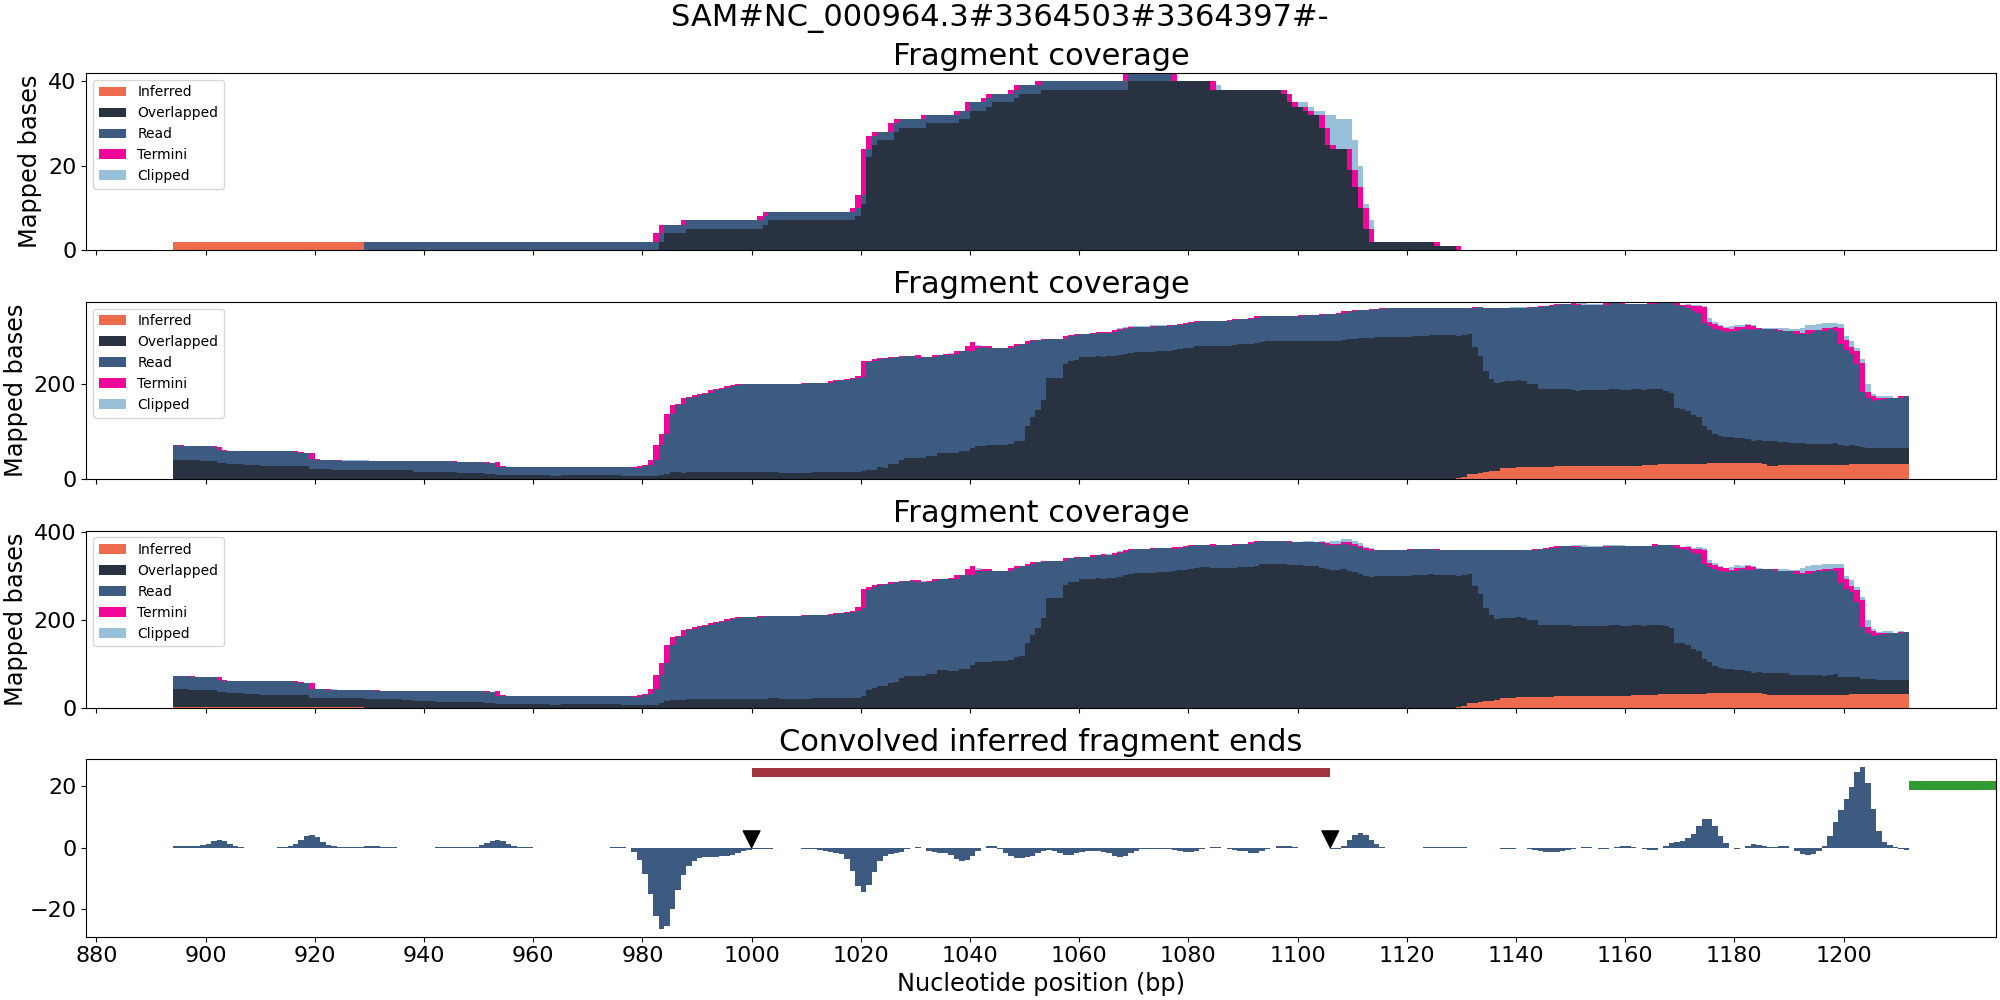 SAM#NC_000964.3#3364503#3364397#-
Fragment coverage
Mapped bases
40
20
0
Inferred
Overlapped
Read
Termini
Clipped
Fragment coverage
Mapped bases
200
0
Inferred
Overlapped
Read
Termini
Clipped
Fragment coverage
Mapped bases
400
200
0
Inferred
Overlapped
Read
Termini
Clipped
Convolved inferred fragment ends
20
0
−20
880 900 920 940 960 980 1000 1020 1040 1060 1080 1100 1120 1140 1160 1180 1200
Nucleotide position (bp)